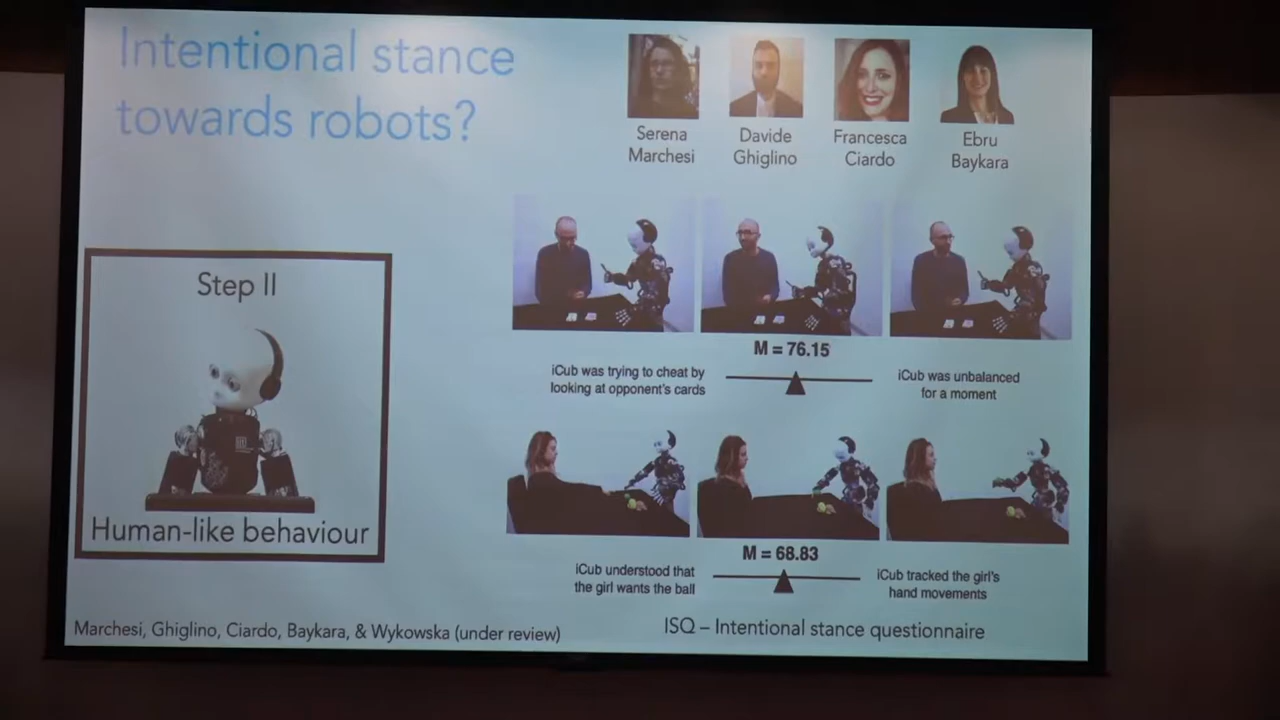 Intentional stance
towards robots?
Serena
Marchesi
Davide
Ghiglino
Francesca
Ciardo
Ebru
Baykara
Step II
Human-like behaviour
M = 76.15
iCub was trying to cheat by
looking at opponent's cards
iCub was unbalanced
for a moment
M = 68.83
iCub understood that
the girl wants the ball
iCub tracked the girl's
hand movements
Marchesi, Ghiglino, Ciardo, Baykara, & Wykowska (under review)
ISQ – Intentional stance questionnaire